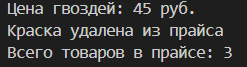 Цена гвоздей: 45 руб.
Краска удалена из прайса
Всего товаров в прайсе: 3